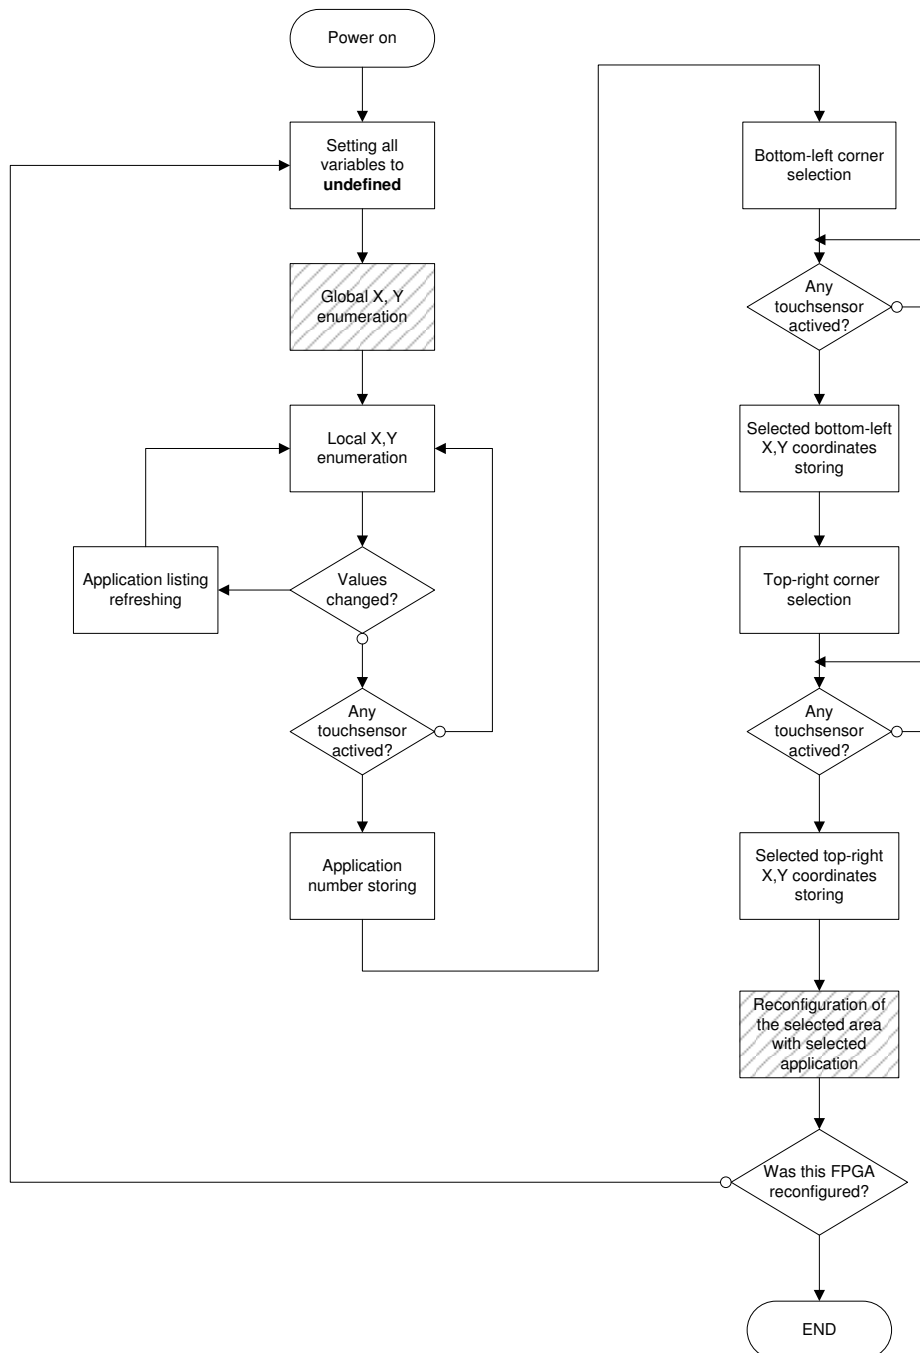 Power on
Setting all
variables to
undefined
Global X, Y
enumeration
Local X,Y
enumeration
Application listing
refreshing
Values
changed?
Any
touchsensor
actived?
Application
number storing
Bottom-left corner
selection
Any
touchsensor
actived?
Selected bottom-left
X,Y coordinates
storing
Top-right corner
selection
Any
touchsensor
actived?
Selected top-right
X,Y coordinates
storing
Reconfiguration of
the selected area
with selected
application
Was this FPGA
reconfigured?
END